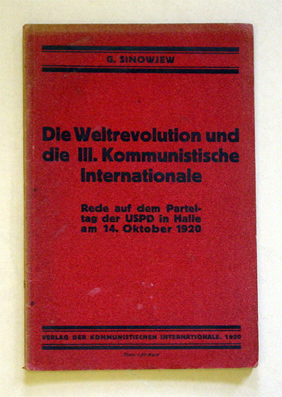 G. SINOWJEW
Die Weltrevolution und
die III. Kommunistische
Internationale
Rede auf dem Partei-
tag der USPD in Halle
am 14. Oktober 1920
VERLAG DER KOMMUNISTISCHEN INTERNATIONALE, 1920